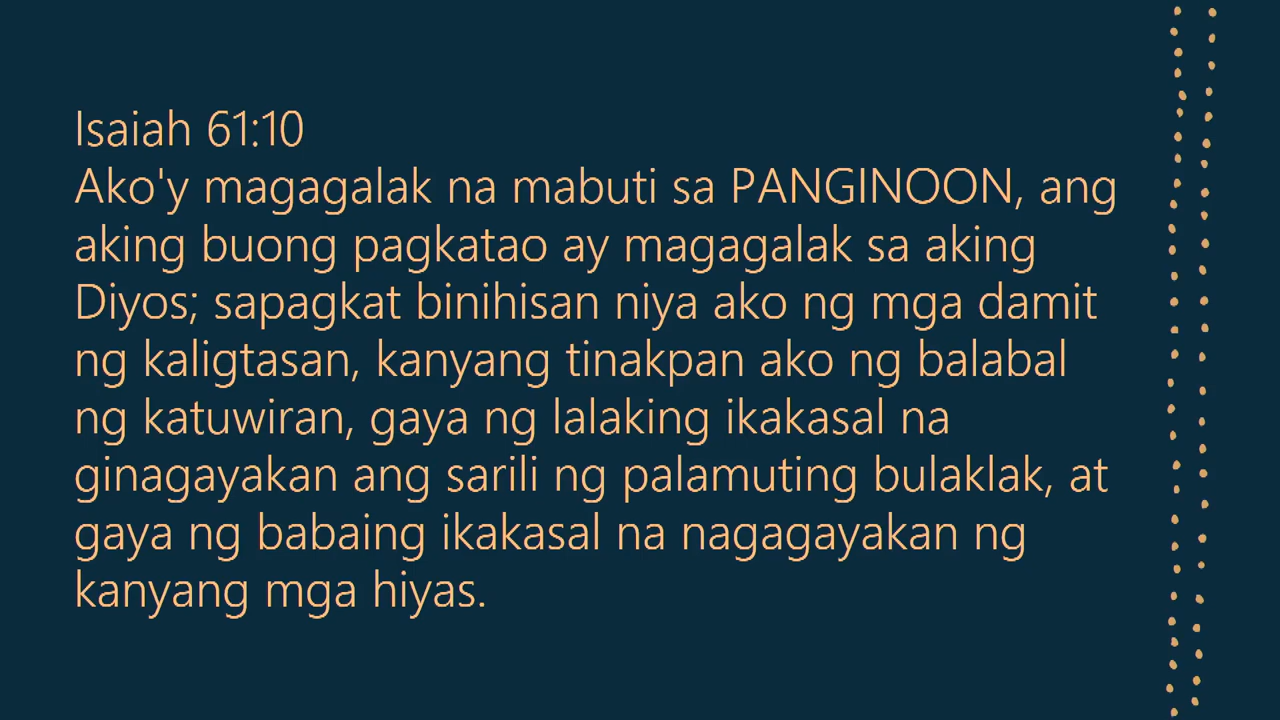 Isaiah 61:10
Ako'y magagalak na mabuti sa PANGINOON, ang
aking buong pagkatao ay magagalak sa aking
Diyos; sapagkat binihisan niya ako ng mga damit
ng kaligtasan, kanyang tinakpan ako ng balabal
ng katuwiran, gaya ng lalaking ikakasal na
ginagayakan ang sarili ng palamuting bulaklak, at
gaya ng babaing ikakasal na nagagayakan ng
kanyang mga hiyas.